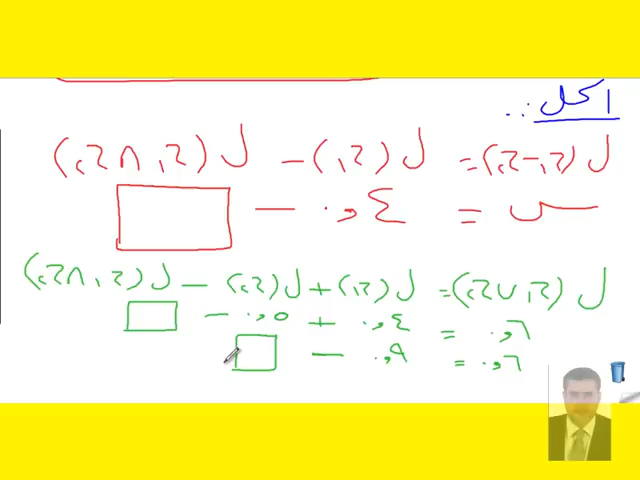 الحل :.
ل(ح١ - ح٢) = ل(ح١) - ل(ح١ ∩ ح٢)
س = ٠,٤ - □
ل(ح١ ∪ ح٢) = ل(ح١) + ل(ح٢) - ل(ح١ ∩ ح٢)
٠,٦ = ٠,٤ + ٠,٥ - □
٠,٦ = ٠,٩ - □